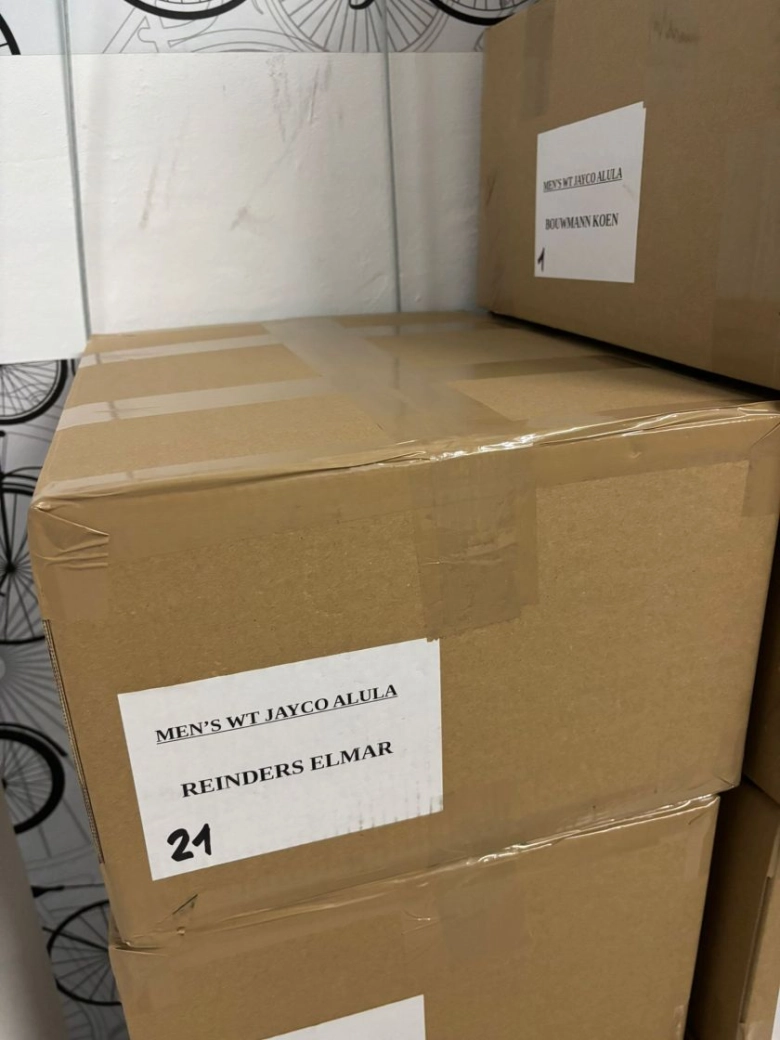 MEN'S WT JAYCO ALULA
BOUWMANN KOEN
1
MEN’S WT JAYCO ALULA
REINDERS ELMAR
21